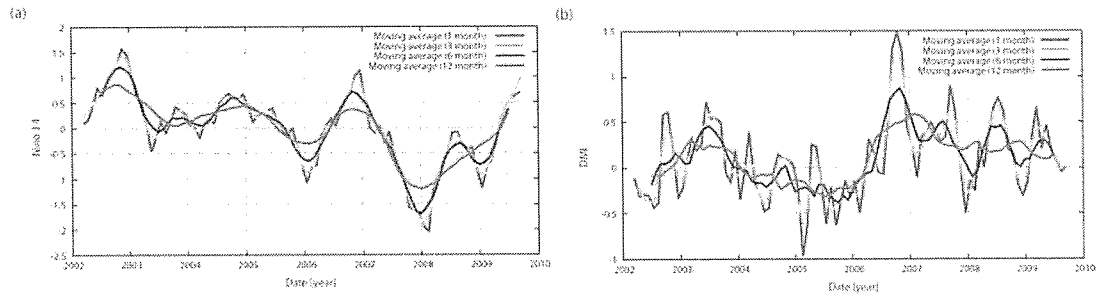 (a)
2
1.5
1
0.5
0
-0.5
-1
-1.5
-2
-2.5
Moving average (1 month)
Moving average (3 month)
Moving average (6 month)
Moving average (12 month)
2002 2003 2004 2005 2006 2007 2008 2009 2010
Date [year]
(b)
1.5
1
0.5
0
-0.5
-1
DMI
Moving average (1 month)
Moving average (3 month)
Moving average (6 month)
Moving average (12 month)
2002 2003 2004 2005 2006 2007 2008 2009 2010
Date [year]